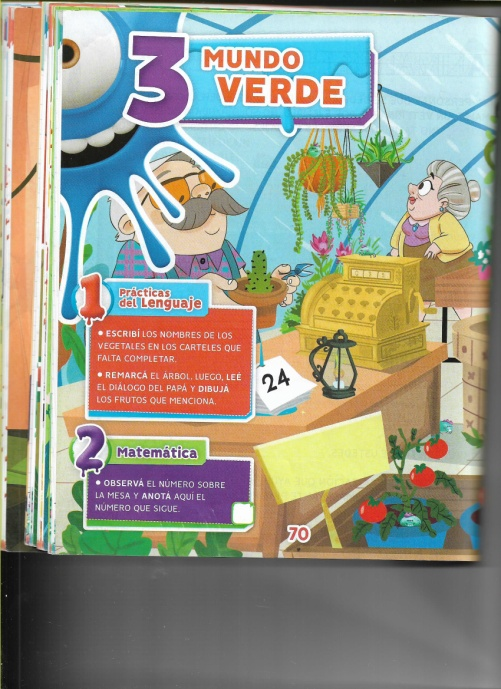 3 MUNDO
VERDE
1 Prácticas
del Lenguaje
• ESCRIBÍ LOS NOMBRES DE LOS
VEGETALES EN LOS CARTELES QUE
FALTA COMPLETAR.
• REMARCÁ EL ÁRBOL, LUEGO, LEÉ
EL DIÁLOGO DEL PAPÁ Y DIBUJÁ
LOS FRUTOS QUE MENCIONA.
24
2 Matemática
• OBSERVÁ EL NÚMERO SOBRE
LA MESA Y ANOTÁ AQUÍ EL
NÚMERO QUE SIGUE.
70